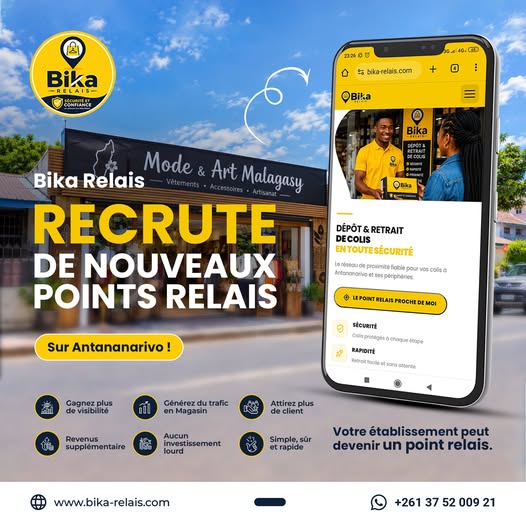 Bika
RELAIS
SÉCURITÉ ET
CONFIANCE
Mode & Art Malagasy
Vêtements • Accessoires • Artisanat
Bika Relais
RECRUTE
DE NOUVEAUX
POINTS RELAIS
Sur Antananarivo !
Gagnez plus
de visibilité
Générez du trafic
en Magasin
Attirez plus
de client
Revenus
supplémentaire
Aucun
investissement
lourd
Simple, sûr
et rapide
23:26
bika-relais.com
Bika
RELAIS
Bika
RELAIS
DÉPÔT &
RETRAIT
DE COLIS
Bika
DÉPÔT & RETRAIT
DE COLIS
EN TOUTE SÉCURITÉ
Le réseau de proximité fiable pour vos colis à
Antananarivo et ses périphéries.
LE POINT RELAIS PROCHE DE MOI
SÉCURITÉ
Colis protégés à chaque étape
RAPIDITÉ
Retrait facile et sans attente
Votre établissement peut
devenir un point relais.
www.bika-relais.com
+261 37 52 009 21